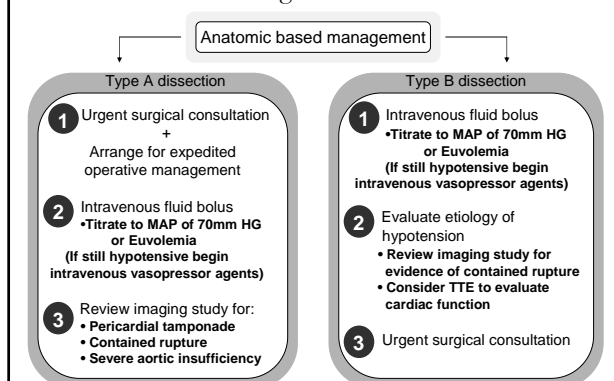 Anatomic based management
Type A dissection
1 Urgent surgical consultation
+
Arrange for expedited
operative management
2 Intravenous fluid bolus
•Titrate to MAP of 70mm HG
or Euvolemia
(If still hypotensive begin
intravenous vasopressor agents)
3 Review imaging study for:
• Pericardial tamponade
• Contained rupture
• Severe aortic insufficiency
Type B dissection
1 Intravenous fluid bolus
•Titrate to MAP of 70mm HG
or Euvolemia
(If still hypotensive begin
intravenous vasopressor agents)
2 Evaluate etiology of
hypotension
• Review imaging study for
evidence of contained rupture
• Consider TTE to evaluate
cardiac function
3 Urgent surgical consultation